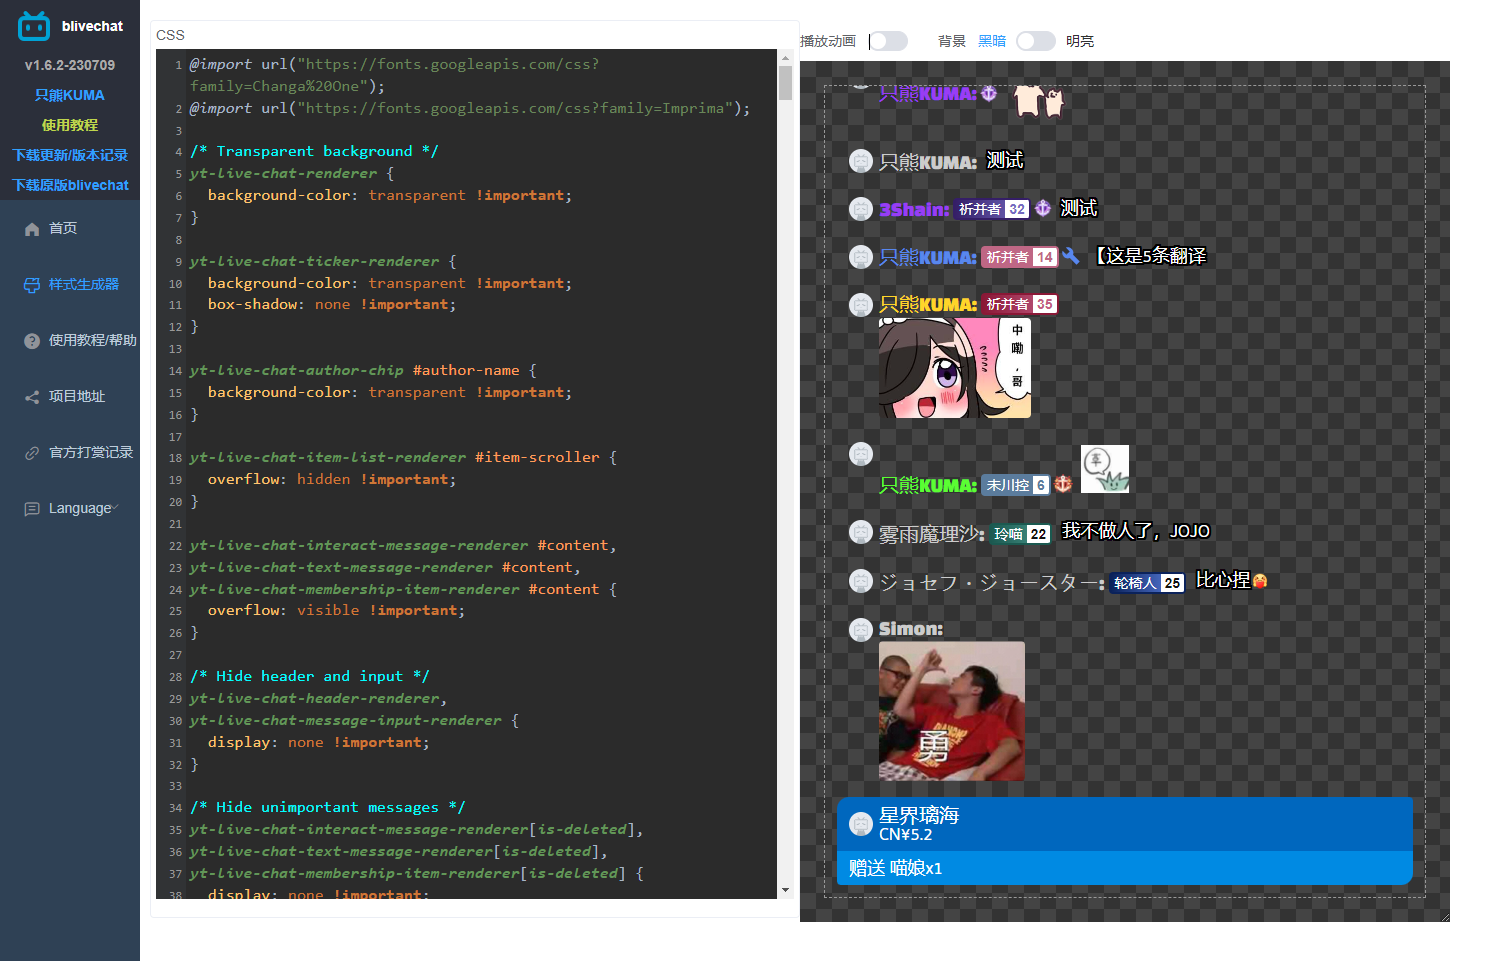 blivechat
v1.6.2-230709
只熊KUMA
使用教程
下载更新/版本记录
下载原版blivechat
首页
样式生成器
使用教程/帮助
项目地址
官方打赏记录
Language
CSS
1 @import url("https://fonts.googleapis.com/css?
family=Changa%20One");
2 @import url("https://fonts.googleapis.com/css?family=Imprima");
3
4 /* Transparent background */
5 yt-live-chat-renderer {
6 background-color: transparent !important;
7 }
8
9 yt-live-chat-ticker-renderer {
10 background-color: transparent !important;
11 box-shadow: none !important;
12 }
13
14 yt-live-chat-author-chip #author-name {
15 background-color: transparent !important;
16 }
17
18 yt-live-chat-item-list-renderer #item-scroller {
19 overflow: hidden !important;
20 }
21
22 yt-live-chat-interact-message-renderer #content,
23 yt-live-chat-text-message-renderer #content,
24 yt-live-chat-membership-item-renderer #content {
25 overflow: visible !important;
26 }
27
28 /* Hide header and input */
29 yt-live-chat-header-renderer,
30 yt-live-chat-message-input-renderer {
31 display: none !important;
32 }
33
34 /* Hide unimportant messages */
35 yt-live-chat-interact-message-renderer[is-deleted],
36 yt-live-chat-text-message-renderer[is-deleted],
37 yt-live-chat-membership-item-renderer[is-deleted] {
38 display: none !important;
播放动画 背景 黑暗 明亮
只熊KUMA:
只熊KUMA: 测试
3Shain: 祈并者 32 测试
只熊KUMA: 祈并者 14 【这是5条翻译
只熊KUMA: 祈并者 35
中
嘞
，
哥
只熊KUMA: 未川控 6
草
雾雨魔理沙: 玲喵 22 我不做人了，JOJO
ジョセフ・ジョースター: 轮椅人 25 比心捏
Simon:
勇
星界璃海
CN¥5.2
赠送 喵娘x1